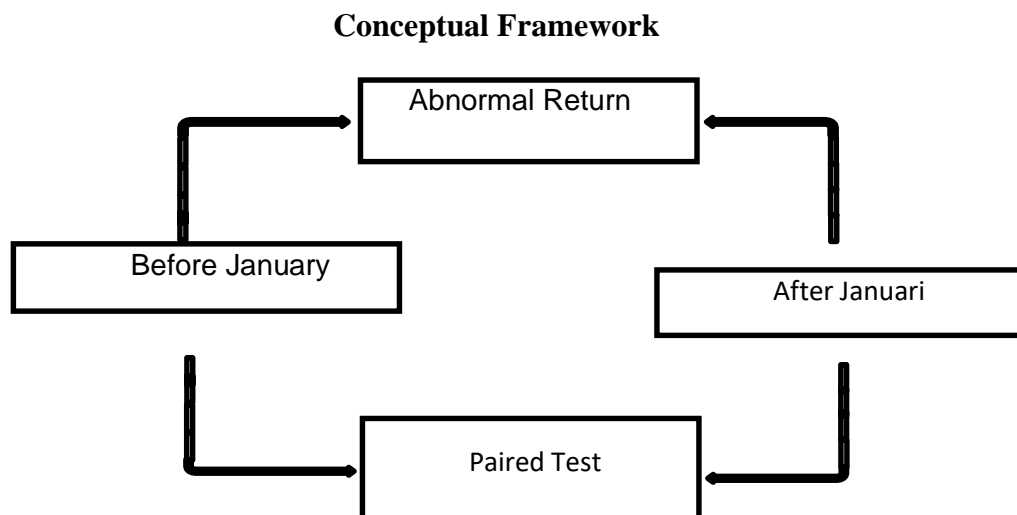 Conceptual Framework
Abnormal Return
Before January
After Januari
Paired Test